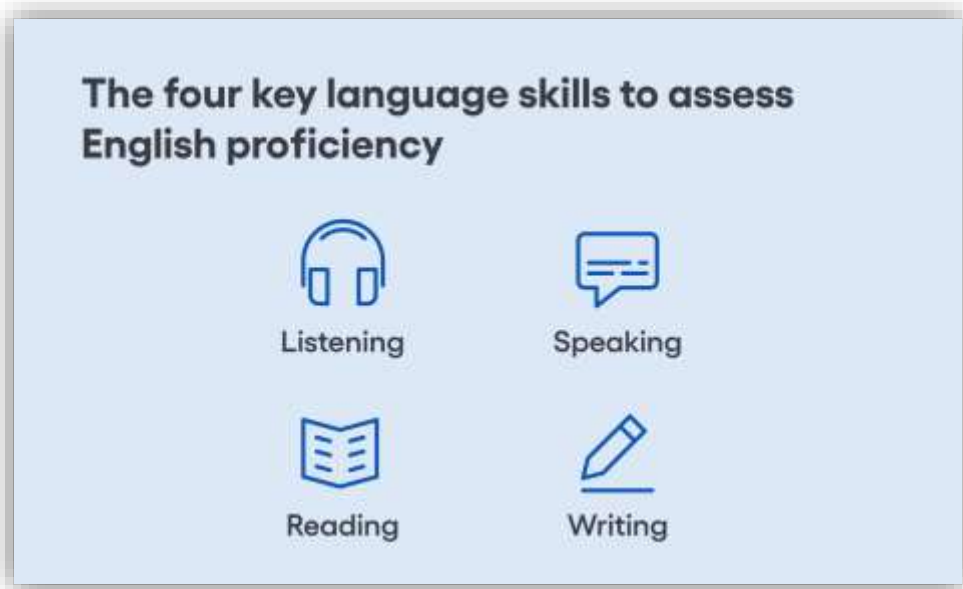 The four key language skills to assess
English proficiency
Listening
Speaking
Reading
Writing